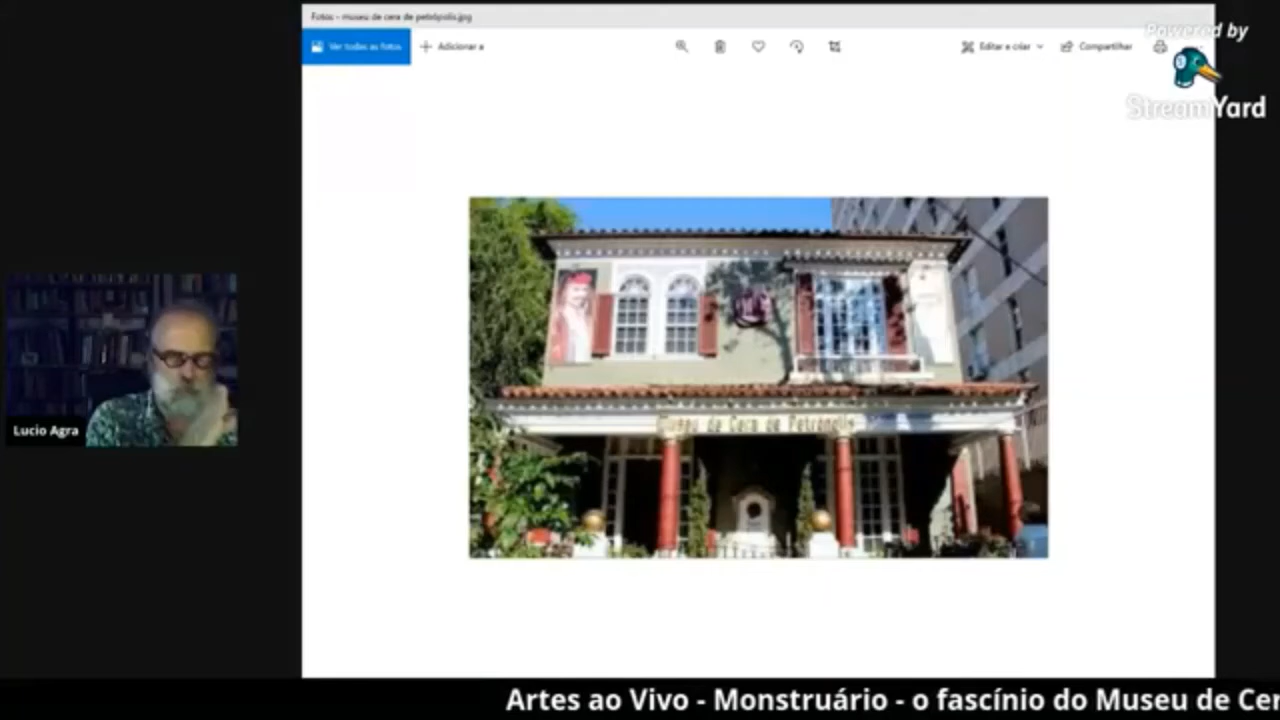 Fotos - museu de cera de petrópolis.jpg
Ver todas as fotos
Adicionar a
Editar e criar
Compartilhar
Powered by
StreamYard
Museu de Cera de Petrópolis
Lucio Agra
Artes ao Vivo - Monstruário - o fascínio do Museu de Cer